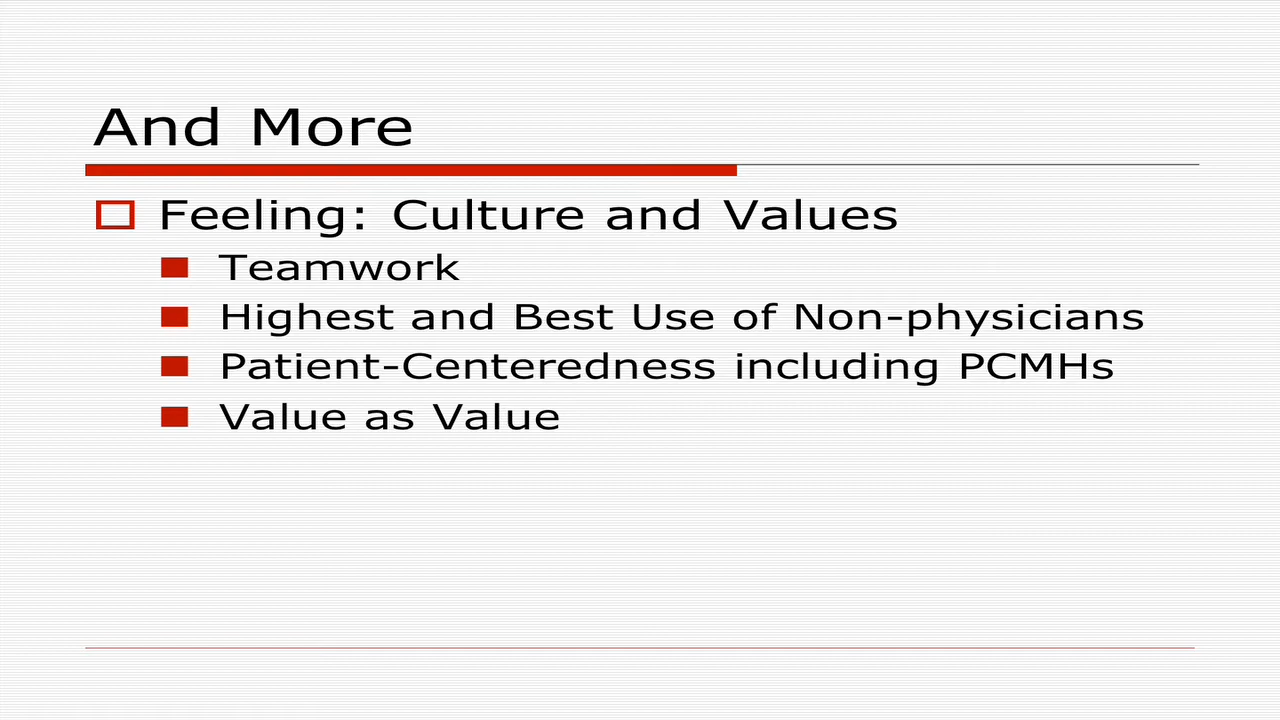 And More
Feeling: Culture and Values
Teamwork
Highest and Best Use of Non-physicians
Patient-Centeredness including PCMHs
Value as Value